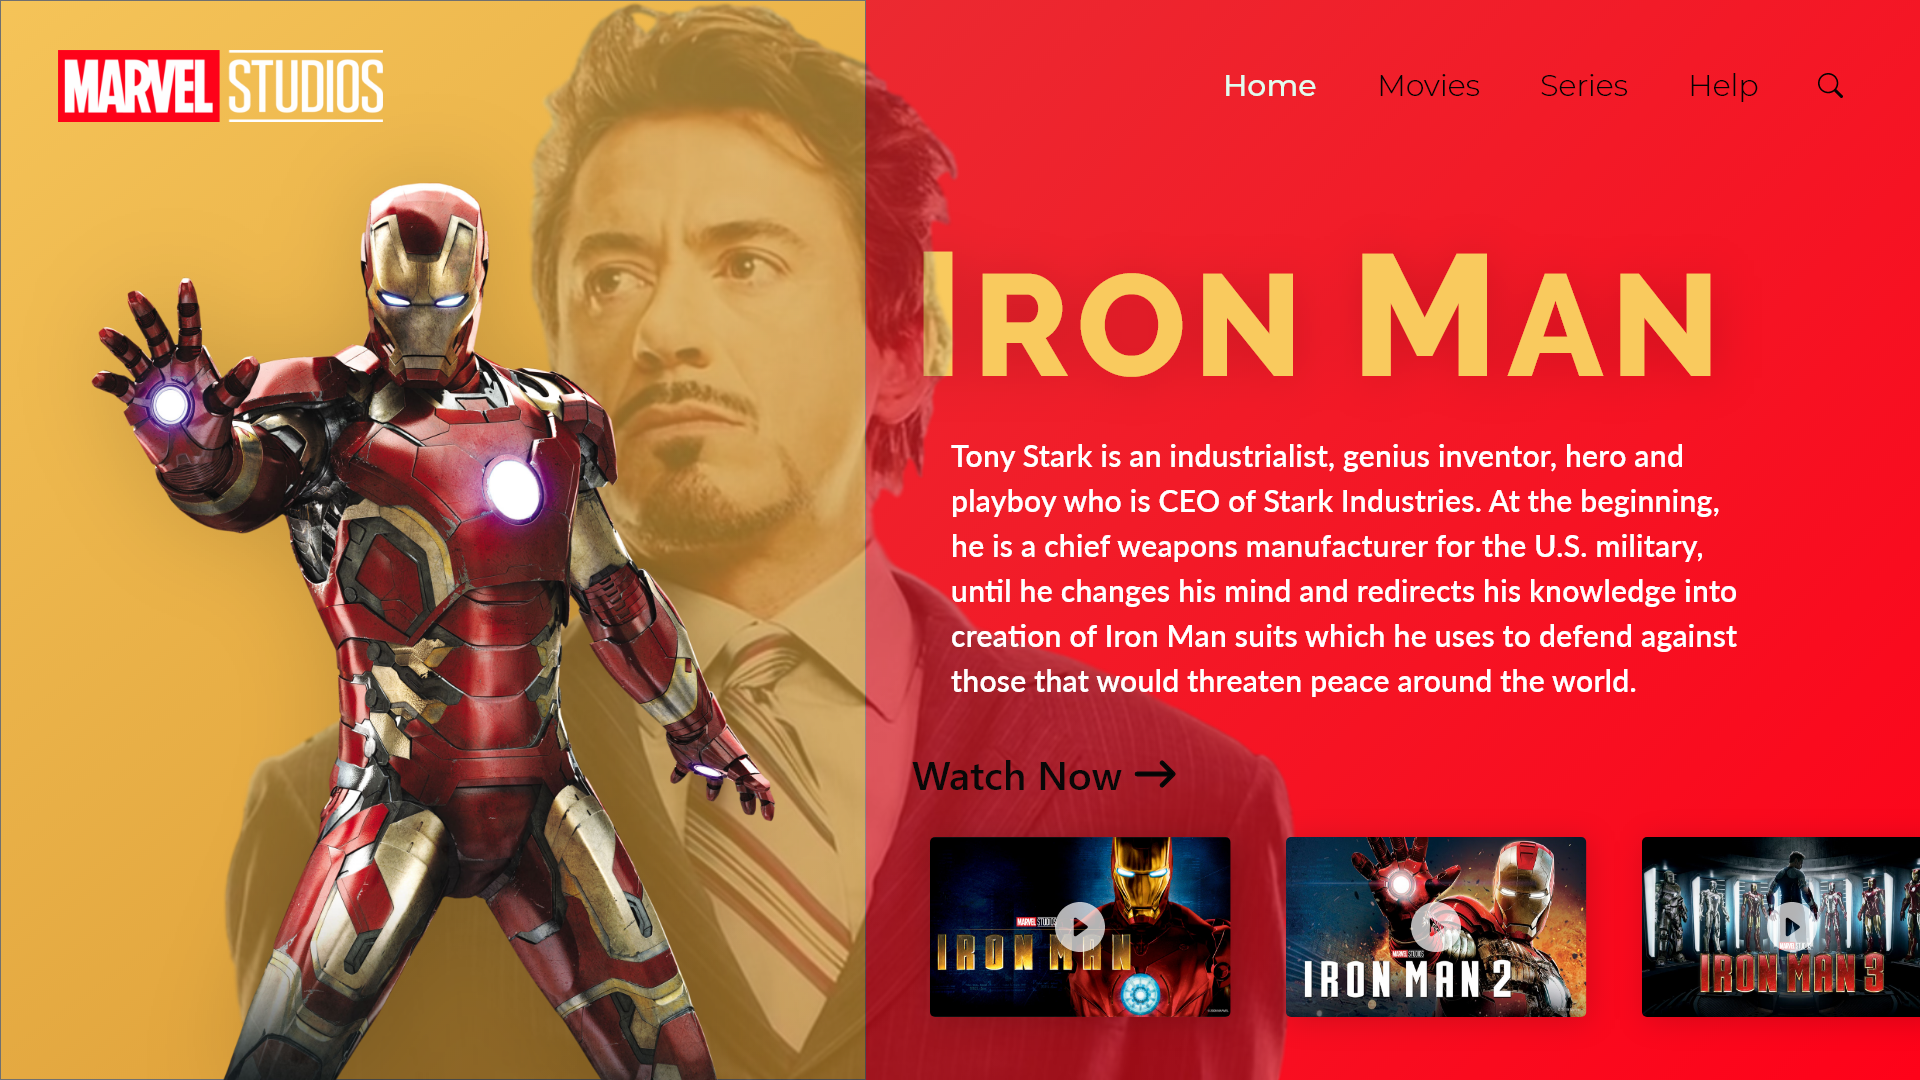 MARVEL STUDIOS
Home Movies Series Help
IRON MAN
Tony Stark is an industrialist, genius inventor, hero and
playboy who is CEO of Stark Industries. At the beginning,
he is a chief weapons manufacturer for the U.S. military,
until he changes his mind and redirects his knowledge into
creation of Iron Man suits which he uses to defend against
those that would threaten peace around the world.
Watch Now
MARVEL STUDIOS
IRON MAN
MARVEL STUDIOS
IRON MAN 2
IRON MAN 3